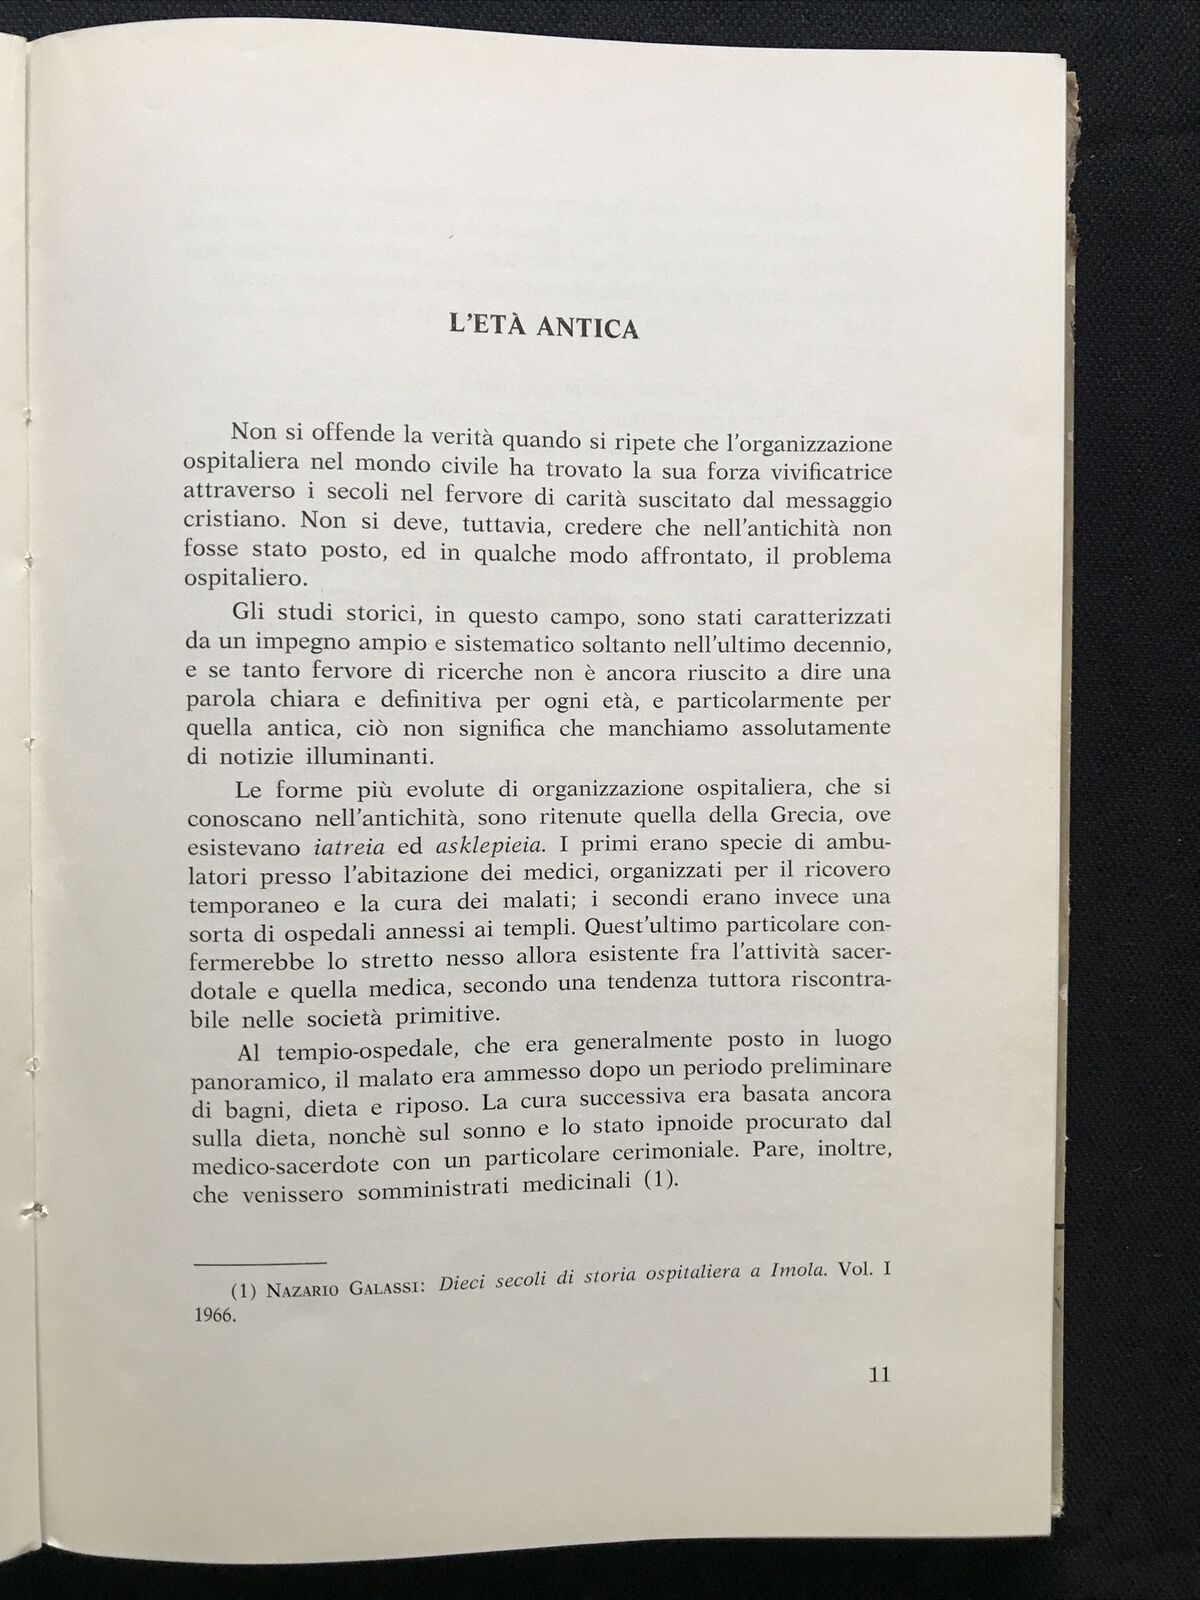 L'ETÀ ANTICA
Non si offende la verità quando si ripete che l'organizzazione
ospitaliera nel mondo civile ha trovato la sua forza vivificatrice
attraverso i secoli nel fervore di carità suscitato dal messaggio
cristiano. Non si deve, tuttavia, credere che nell'antichità non
fosse stato posto, ed in qualche modo affrontato, il problema
ospitaliero.
Gli studi storici, in questo campo, sono stati caratterizzati
da un impegno ampio e sistematico soltanto nell'ultimo decennio,
e se tanto fervore di ricerche non è ancora riuscito a dire una
parola chiara e definitiva per ogni età, e particolarmente per
quella antica, ciò non significa che manchiamo assolutamente
di notizie illuminanti.
Le forme più evolute di organizzazione ospitaliera, che si
conoscano nell'antichità, sono ritenute quella della Grecia, ove
esistevano iatreia ed asklepieia. I primi erano specie di ambu-
latori presso l'abitazione dei medici, organizzati per il ricovero
temporaneo e la cura dei malati; i secondi erano invece una
sorta di ospedali annessi ai templi. Quest'ultimo particolare con-
fermerebbe lo stretto nesso allora esistente fra l'attività sacer-
dotale e quella medica, secondo una tendenza tuttora riscontra-
bile nelle società primitive.
Al tempio-ospedale, che era generalmente posto in luogo
panoramico, il malato era ammesso dopo un periodo preliminare
di bagni, dieta e riposo. La cura successiva era basata ancora
sulla dieta, nonchè sul sonno e lo stato ipnoide procurato dal
medico-sacerdote con un particolare cerimoniale. Pare, inoltre,
che venissero somministrati medicinali (1).
(1) NAZARIO GALASSI: Dieci secoli di storia ospitaliera a Imola. Vol. I
1966.
11